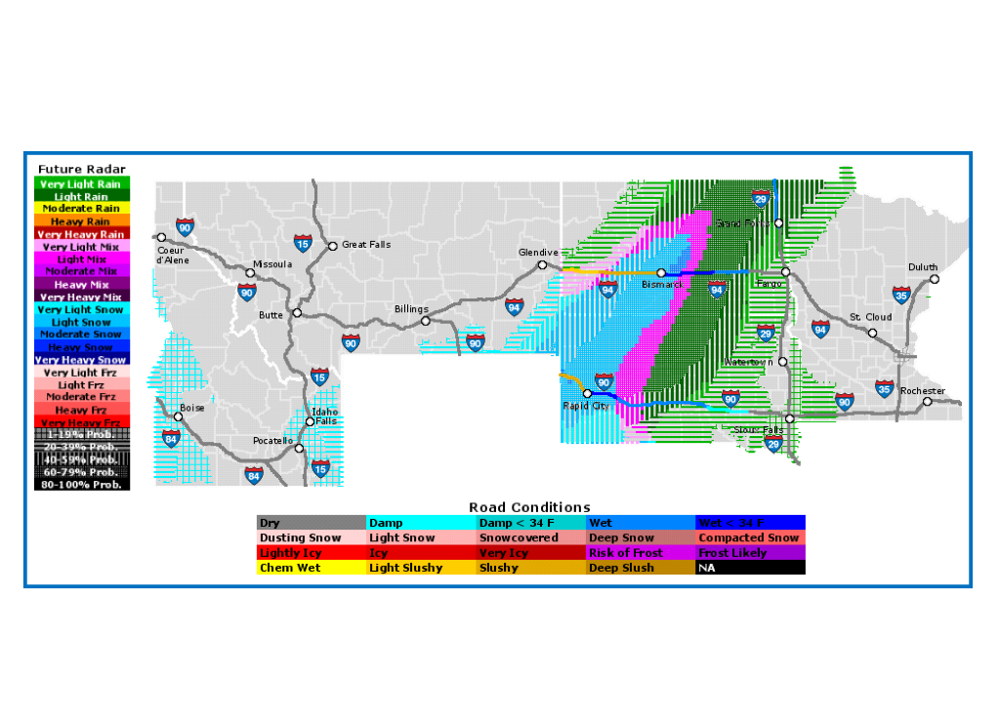 Future Radar
Very Light Rain
Light Rain
Moderate Rain
Heavy Rain
Very Heavy Rain
Very Light Mix
Light Mix
Moderate Mix
Heavy Mix
Very Heavy Mix
Very Light Snow
Light Snow
Moderate Snow
Heavy Snow
Very Heavy Snow
Very Light Frz
Light Frz
Moderate Frz
Heavy Frz
Very Heavy Frz
1-19% Prob.
20-39% Prob.
40-59% Prob.
60-79% Prob.
80-100% Prob.
90
Coeur
d'Alene
Missoula
90
15
Great Falls
Butte
Billings
90
90
94
Glendive
94
Bismarck
94
29
Grand Forks
Fargo
Duluth
35
St. Cloud
94
29
Watertown
Rochester
35
90
90
Sioux Falls
29
90
Rapid City
Boise
84
15
Idaho
Falls
Pocatello
84
15
Road Conditions
Dry Damp Damp < 34 F Wet Wet < 34 F
Dusting Snow Light Snow Snowcovered Deep Snow Compacted Snow
Lightly Icy Icy Very Icy Risk of Frost Frost Likely
Chem Wet Light Slushy Slushy Deep Slush NA